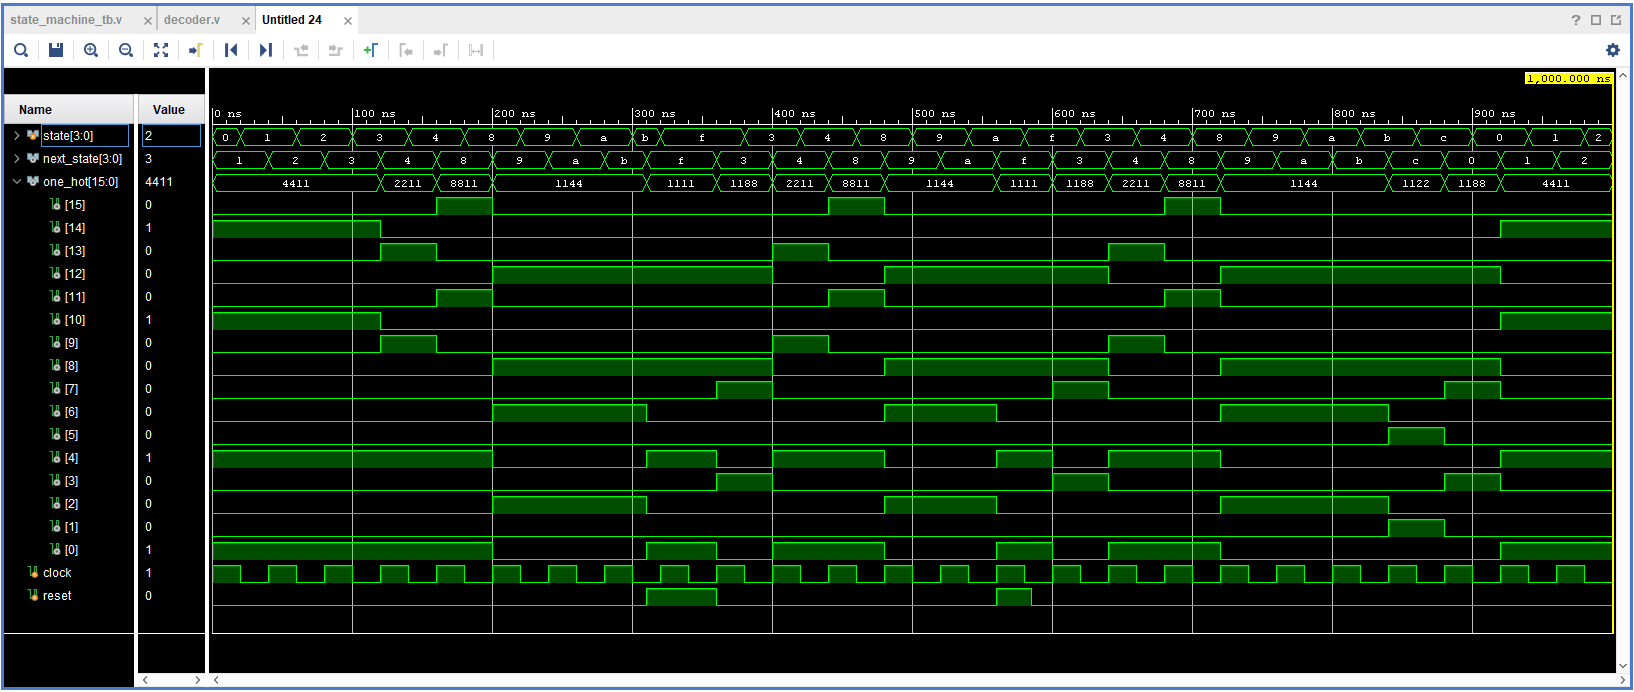 state_machine_tb.v × decoder.v × Untitled 24 ×
?
1,000.000 ns
Name Value
0 ns 100 ns 200 ns 300 ns 400 ns 500 ns 600 ns 700 ns 800 ns 900 ns
state[3:0] 2 0 1 2 3 4 8 9 a b f 3 4 8 9 a f 3 4 8 9 a b c 0 1 2
next_state[3:0] 3 1 2 3 4 8 9 a b f 3 4 8 9 a f 3 4 8 9 a b c 0 1 2
one_hot[15:0] 4411 4411 2211 8811 1144 1111 1188 2211 8811 1144 1111 1188 2211 8811 1144 1122 1188 4411
[15] 0
[14] 1
[13] 0
[12] 0
[11] 0
[10] 1
[9] 0
[8] 0
[7] 0
[6] 0
[5] 0
[4] 1
[3] 0
[2] 0
[1] 0
[0] 1
clock 1
reset 0